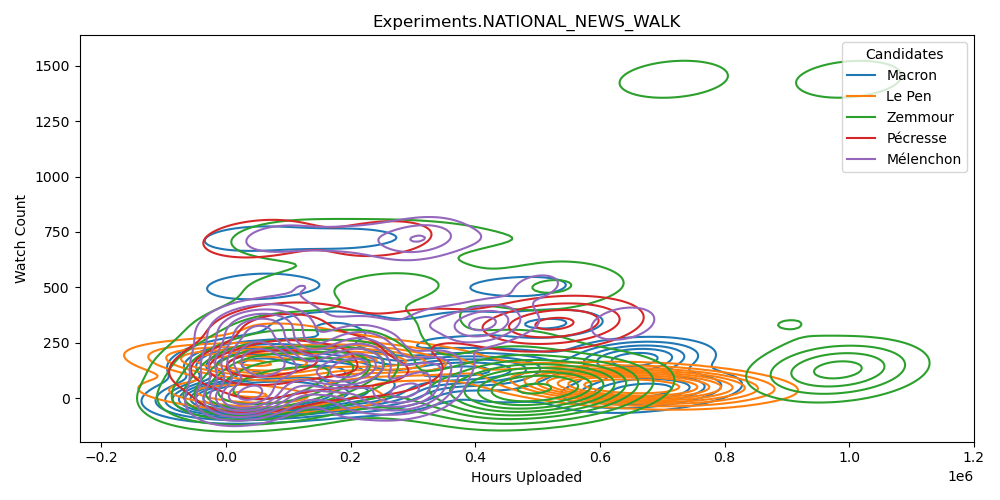 Experiments.NATIONAL_NEWS_WALK
Candidates
Macron
Le Pen
Zemmour
Pécresse
Mélenchon
Watch Count
1500
1250
1000
750
500
250
0
−0.2
0.0
0.2
0.4
0.6
0.8
1.0
1.2
1e6
Hours Uploaded